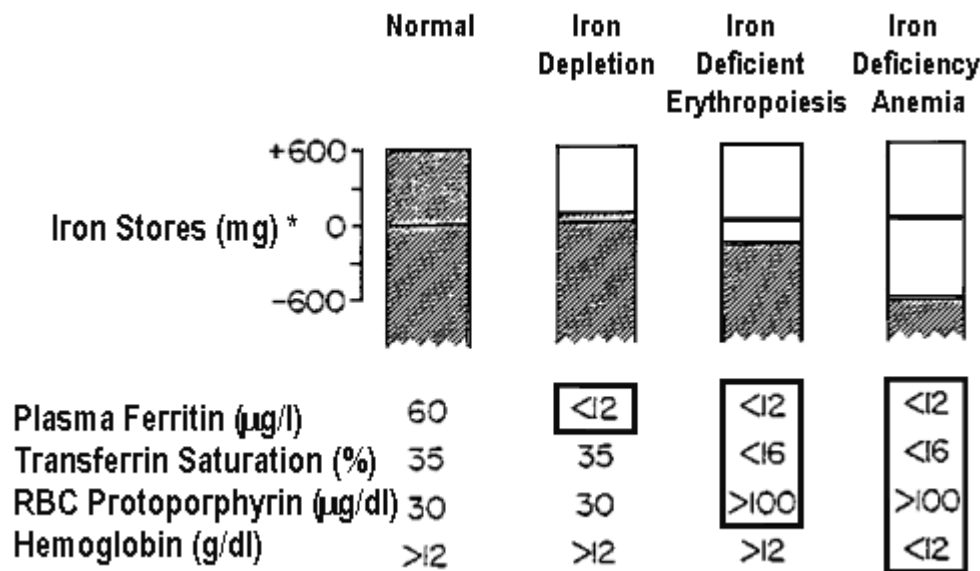 Normal Iron Iron Iron
Depletion Deficient Deficiency
Erythropoiesis Anemia
+600
Iron Stores (mg) * 0
-600
Plasma Ferritin (µg/l) 60 <12 <12 <12
Transferrin Saturation (%) 35 35 <16 <16
RBC Protoporphyrin (µg/dl) 30 30 >100 >100
Hemoglobin (g/dl) >12 >12 >12 <12